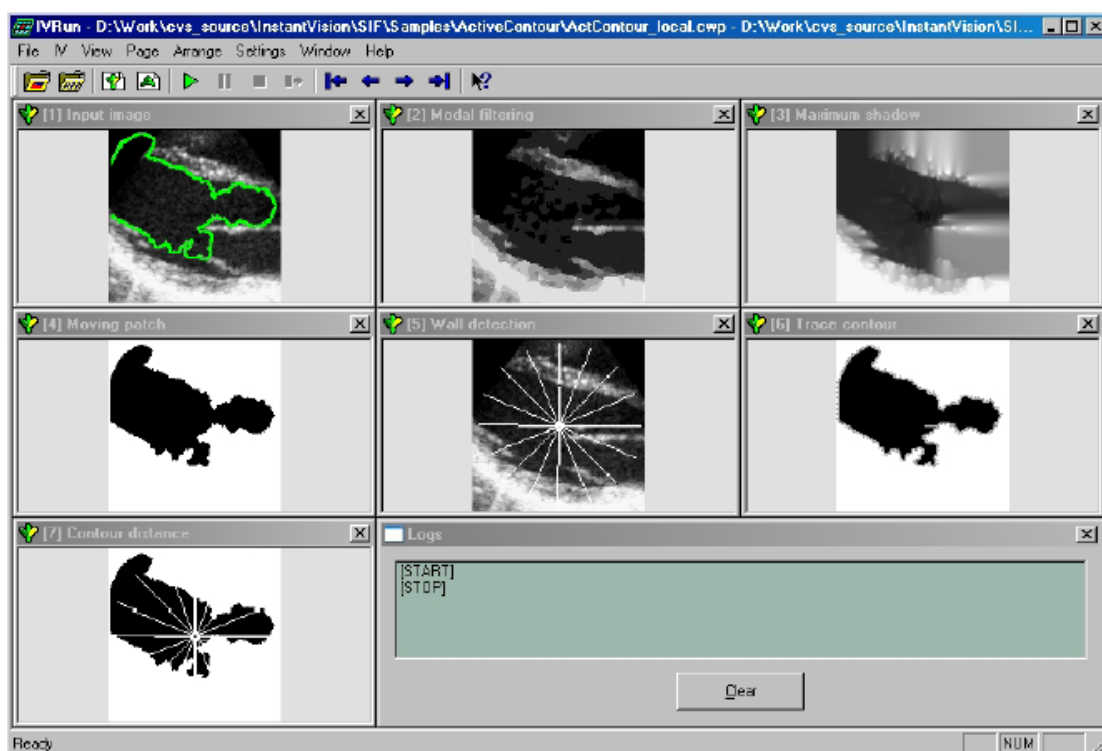 IVRun - D:\Work\cvs_source\InstantVision\SIF\Samples\ActiveContour\ActContour_local.cwp - D:\Work\cvs_source\InstantVision\SI...
File IV View Page Arrange Settings Window Help
[1] Input image
[2] Modal filtering
[3] Maximum shadow
[4] Moving patch
[5] Wall detection
[6] Trace contour
[7] Contour distance
Logs
[START]
[STOP]
Clear
Ready
NUM